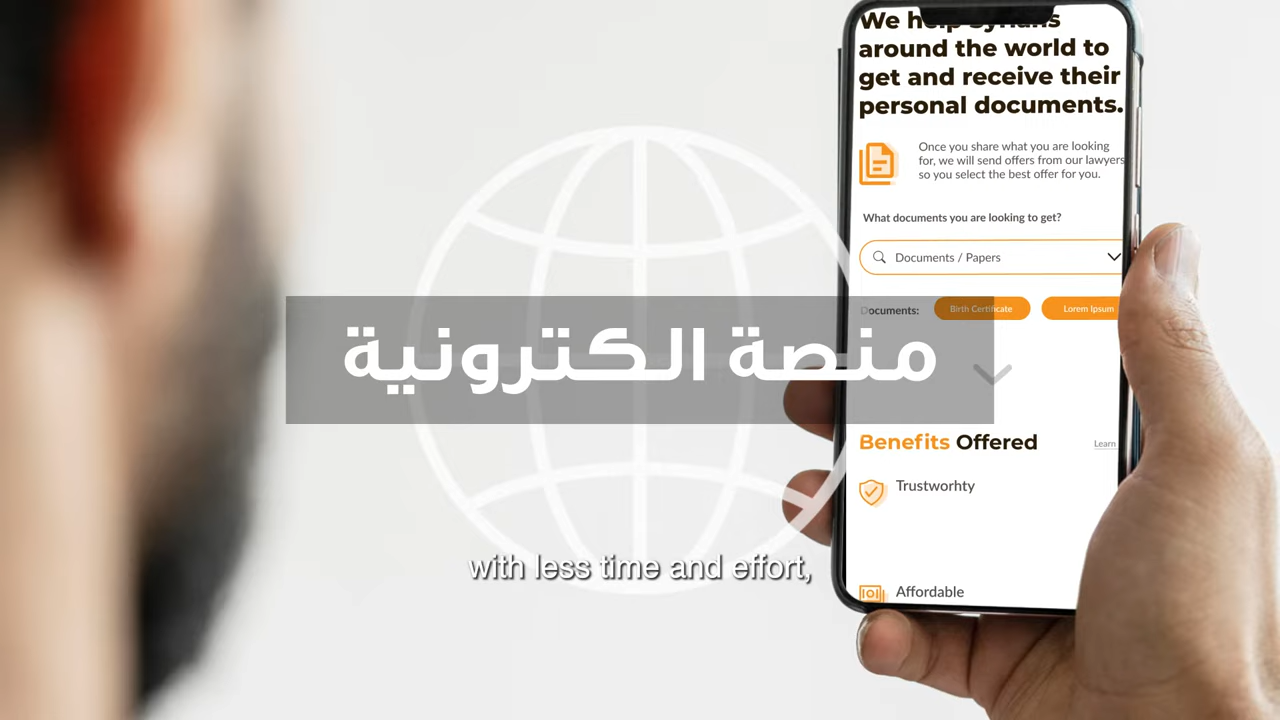 We help Syrians
around the world to
get and receive their
personal documents.
Once you share what you are looking
for, we will send offers from our lawyers
so you select the best offer for you.
What documents you are looking to get?
Documents / Papers
Documents:
Birth Certificate
Lorem Ipsum
منصة الكترونية
Benefits Offered
Learn
Trustworhty
with less time and effort,
Affordable